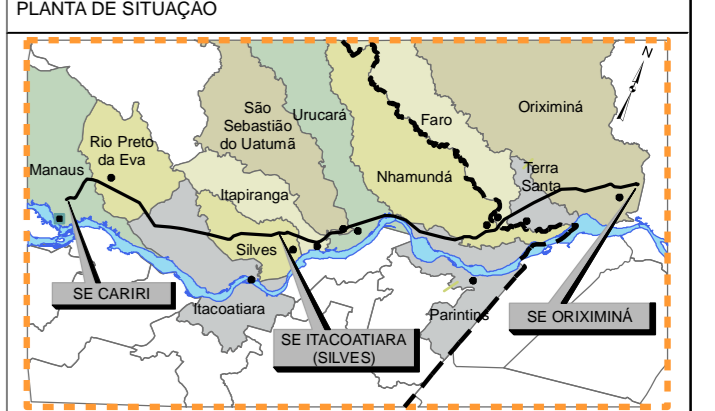 PLANTA DE SITUAÇÃO
N
São
Sebastião
do Uatumã
Urucará
Faro
Oriximiná
Rio Preto
da Eva
Manaus
Itapiranga
Nhamundá
Terra
Santa
Silves
SE CARIRI
Itacoatiara
SE ITACOATIARA
(SILVES)
Parintins
SE ORIXIMINÁ